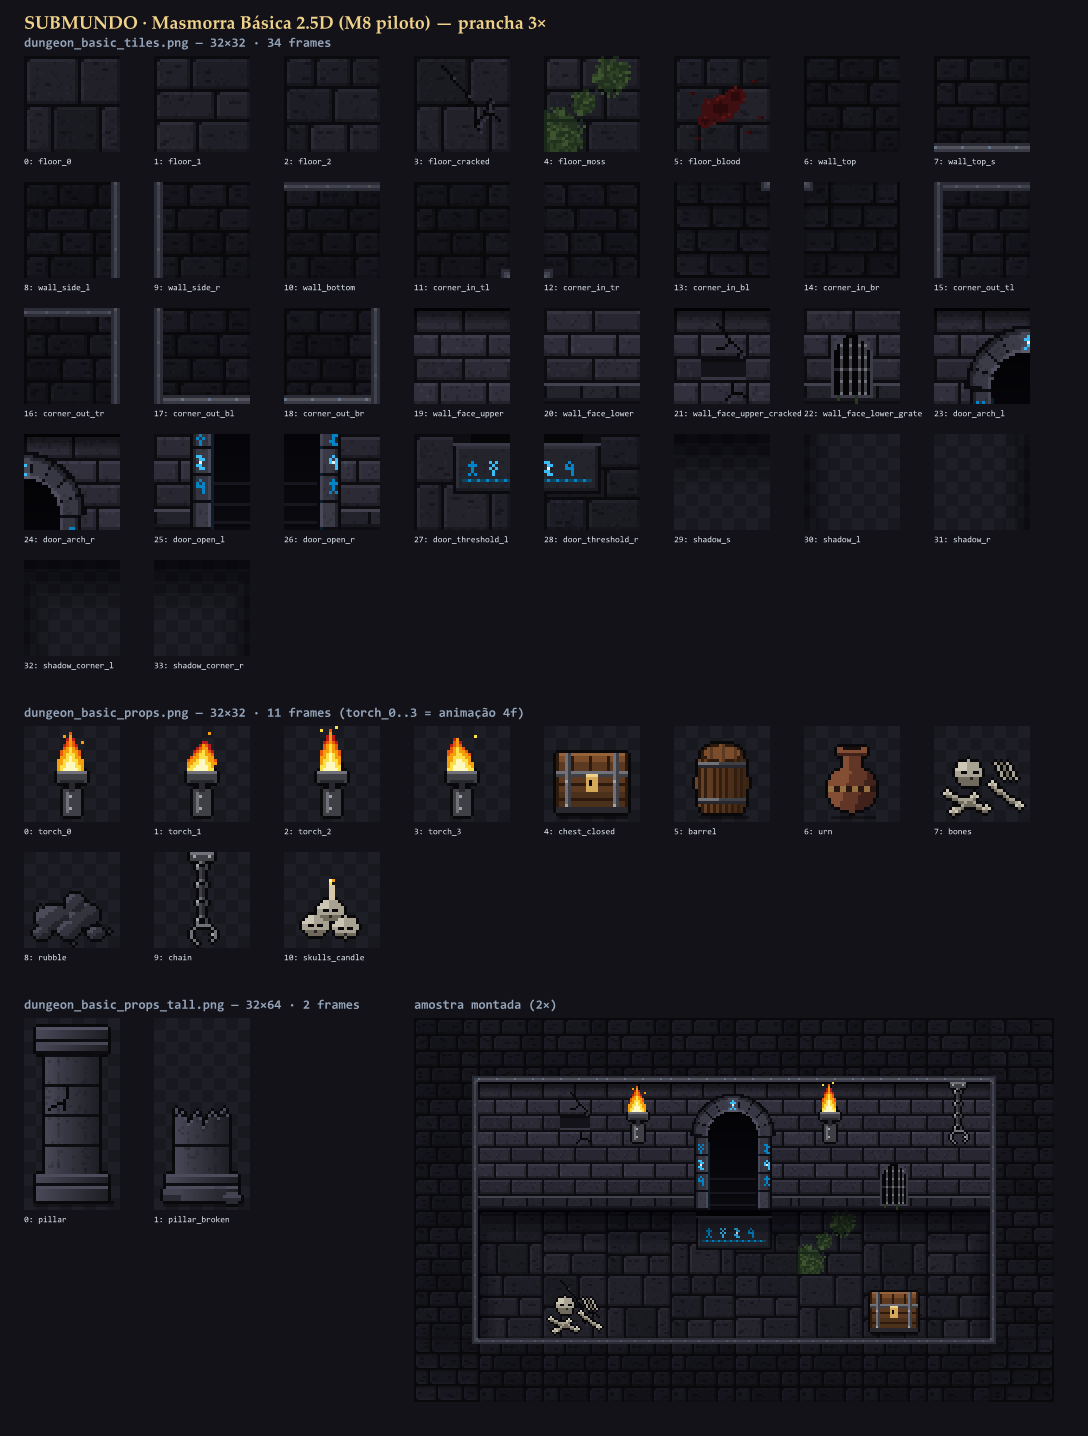 SUBMUNDO · Masmorra Básica 2.5D (M8 piloto) — prancha 3×
dungeon_basic_tiles.png — 32×32 · 34 frames
0: floor_0
1: floor_1
2: floor_2
3: floor_cracked
4: floor_moss
5: floor_blood
6: wall_top
7: wall_top_s
8: wall_side_l
9: wall_side_r
10: wall_bottom
11: corner_in_tl
12: corner_in_tr
13: corner_in_bl
14: corner_in_br
15: corner_out_tl
16: corner_out_tr
17: corner_out_bl
18: corner_out_br
19: wall_face_upper
20: wall_face_lower
21: wall_face_upper_cracked
22: wall_face_lower_grate
23: door_arch_l
24: door_arch_r
25: door_open_l
26: door_open_r
27: door_threshold_l
28: door_threshold_r
29: shadow_s
30: shadow_l
31: shadow_r
32: shadow_corner_l
33: shadow_corner_r
dungeon_basic_props.png — 32×32 · 11 frames (torch_0..3 = animação 4f)
0: torch_0
1: torch_1
2: torch_2
3: torch_3
4: chest_closed
5: barrel
6: urn
7: bones
8: rubble
9: chain
10: skulls_candle
dungeon_basic_props_tall.png — 32×64 · 2 frames
amostra montada (2×)
0: pillar
1: pillar_broken